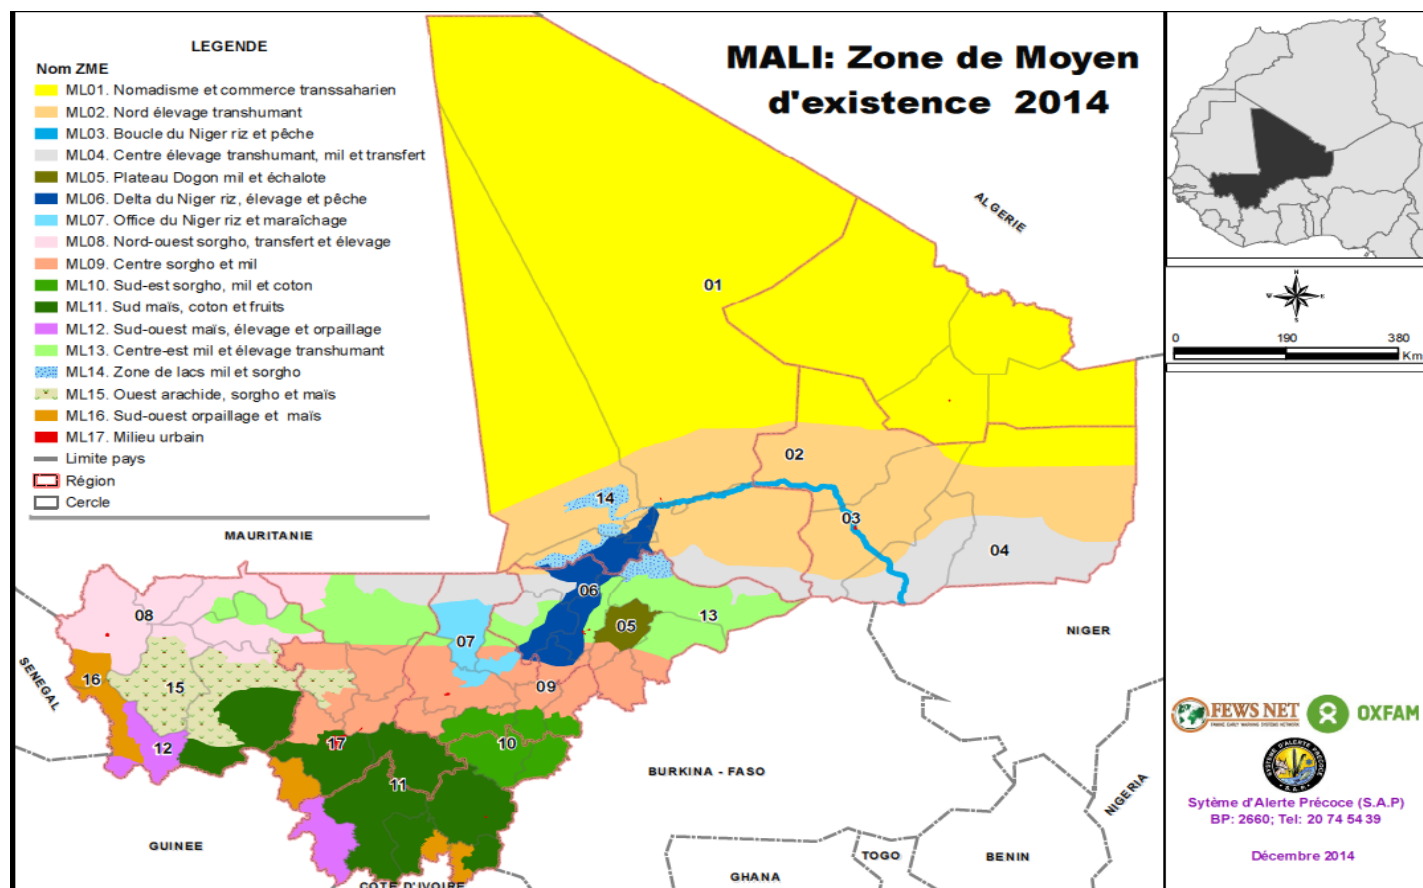 MALI: Zone de Moyen
d'existence 2014
LEGENDE
Nom ZME
ML01. Nomadisme et commerce transsaharien
ML02. Nord élevage transhumant
ML03. Boucle du Niger riz et pêche
ML04. Centre élevage transhumant, mil et transfert
ML05. Plateau Dogon mil et échalote
ML06. Delta du Niger riz, élevage et pêche
ML07. Office du Niger riz et maraîchage
ML08. Nord-ouest sorgho, transfert et élevage
ML09. Centre sorgho et mil
ML10. Sud-est sorgho, mil et coton
ML11. Sud maïs, coton et fruits
ML12. Sud-ouest maïs, élevage et orpaillage
ML13. Centre-est mil et élevage transhumant
ML14. Zone de lacs mil et sorgho
ML15. Ouest arachide, sorgho et maïs
ML16. Sud-ouest orpaillage et maïs
ML17. Milieu urbain
Limite pays
Région
Cercle
ALGERIE
01
02
14
03
04
MAURITANIE
06
08
13
05
07
NIGER
16
15
09
SENEGAL
12
17
10
11
BURKINA - FASO
NIGERIA
GUINEE
TOGO
BENIN
GHANA
COTE D'IVOIRE
N
W E
S
0 190 380
Km
FEWS NET
FAMINE EARLY WARNING SYSTEMS NETWORK
OXFAM
SYSTEME D'ALERTE PRECOCE
S.A.P.
Sytème d'Alerte Précoce (S.A.P)
BP: 2660; Tel: 20 74 54 39
Décembre 2014